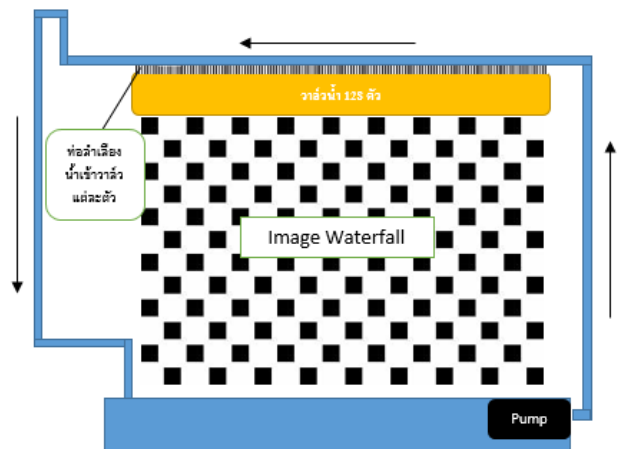 วาล์วน้ำ 128 ตัว
ท่อลำเลียง
น้ำเข้าวาล์ว
แต่ละตัว
Image Waterfall
Pump